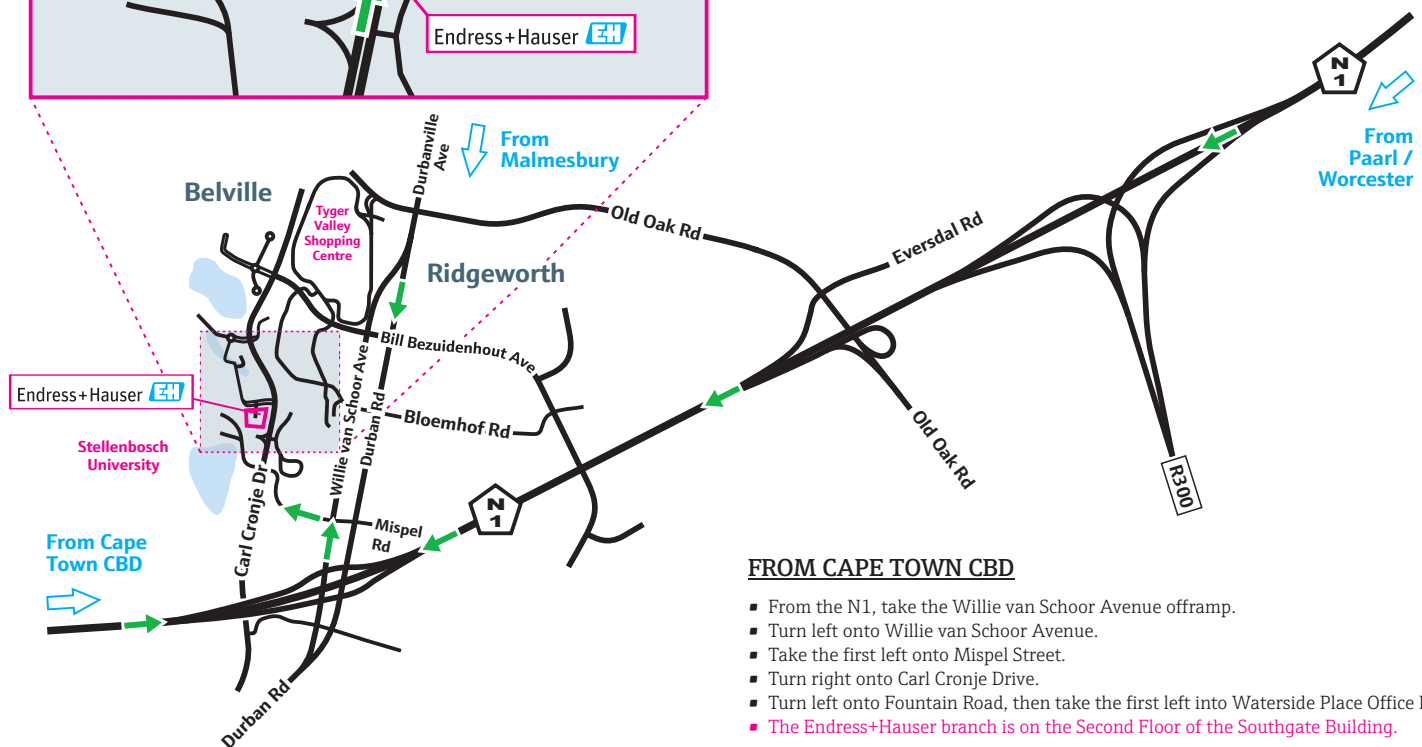 Endress+Hauser EH
N
1
From
Paarl /
Worcester
Durbanville
Ave
From
Malmesbury
Belville
Tyger
Valley
Shopping
Centre
Old Oak Rd
Eversdal Rd
Ridgeworth
Bill Bezuidenhout Ave
Willie van Schoor Ave
Durban Rd
Endress+Hauser EH
Bloemhof Rd
Old Oak Rd
Stellenbosch
University
R300
Carl Cronje Dr
N
1
Mispel
Rd
From Cape
Town CBD
Durban Rd
FROM CAPE TOWN CBD
▪ From the N1, take the Willie van Schoor Avenue offramp.
▪ Turn left onto Willie van Schoor Avenue.
▪ Take the first left onto Mispel Street.
▪ Turn right onto Carl Cronje Drive.
▪ Turn left onto Fountain Road, then take the first left into Waterside Place Office
▪ The Endress+Hauser branch is on the Second Floor of the Southgate Building.